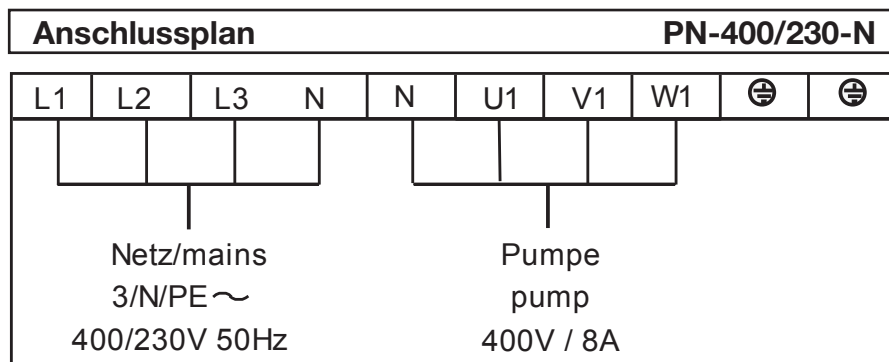 Anschlussplan PN-400/230-N
L1 L2 L3 N N U1 V1 W1
Netz/mains Pumpe
3/N/PE～ pump
400/230V 50Hz 400V / 8A